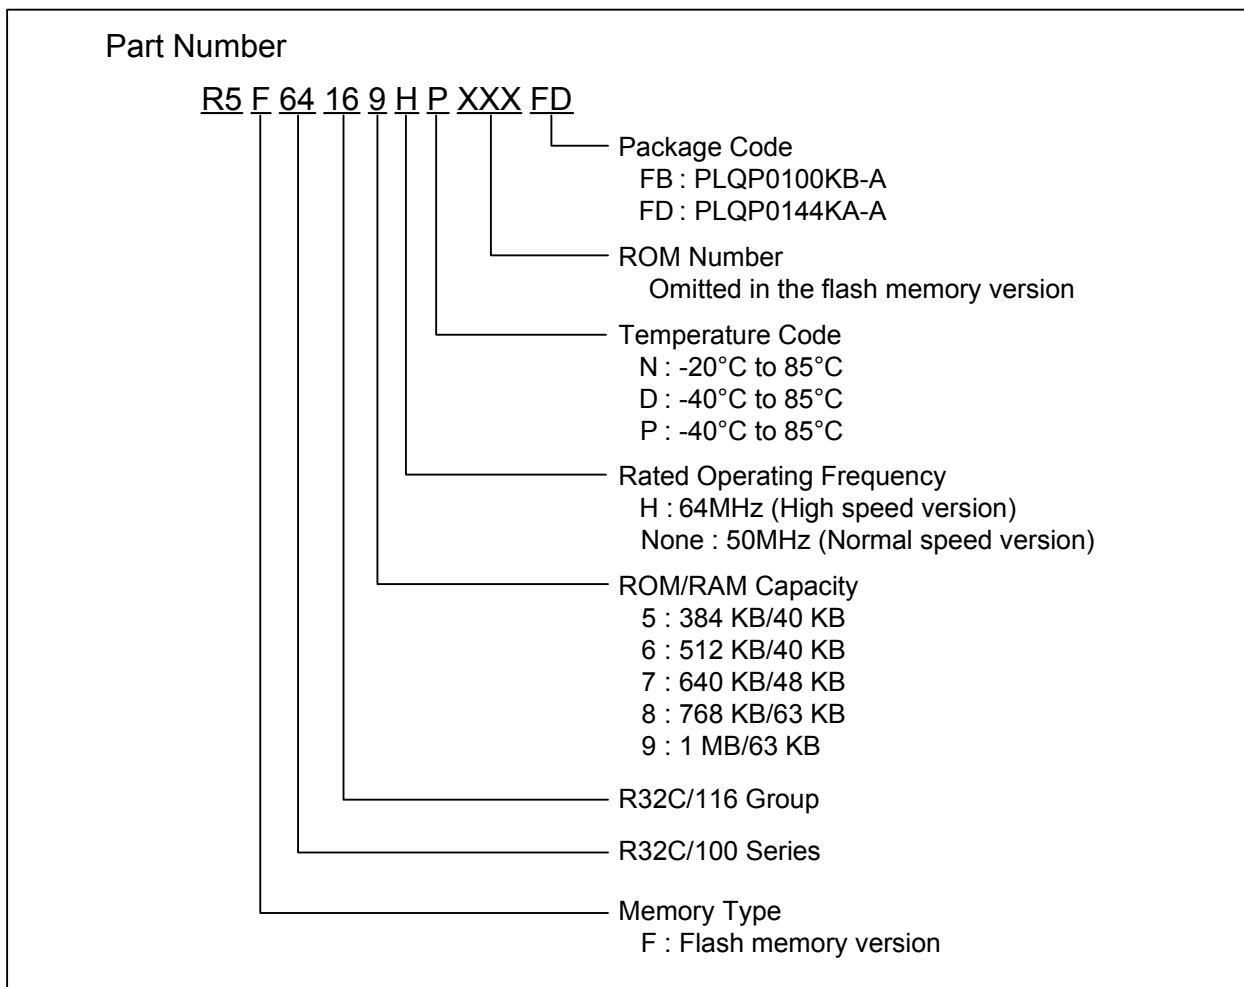 Part Number
R5 F 64 16 9 H P XXX FD
Package Code
FB : PLQP0100KB-A
FD : PLQP0144KA-A
ROM Number
Omitted in the flash memory version
Temperature Code
N : -20°C to 85°C
D : -40°C to 85°C
P : -40°C to 85°C
Rated Operating Frequency
H : 64MHz (High speed version)
None : 50MHz (Normal speed version)
ROM/RAM Capacity
5 : 384 KB/40 KB
6 : 512 KB/40 KB
7 : 640 KB/48 KB
8 : 768 KB/63 KB
9 : 1 MB/63 KB
R32C/116 Group
R32C/100 Series
Memory Type
F : Flash memory version